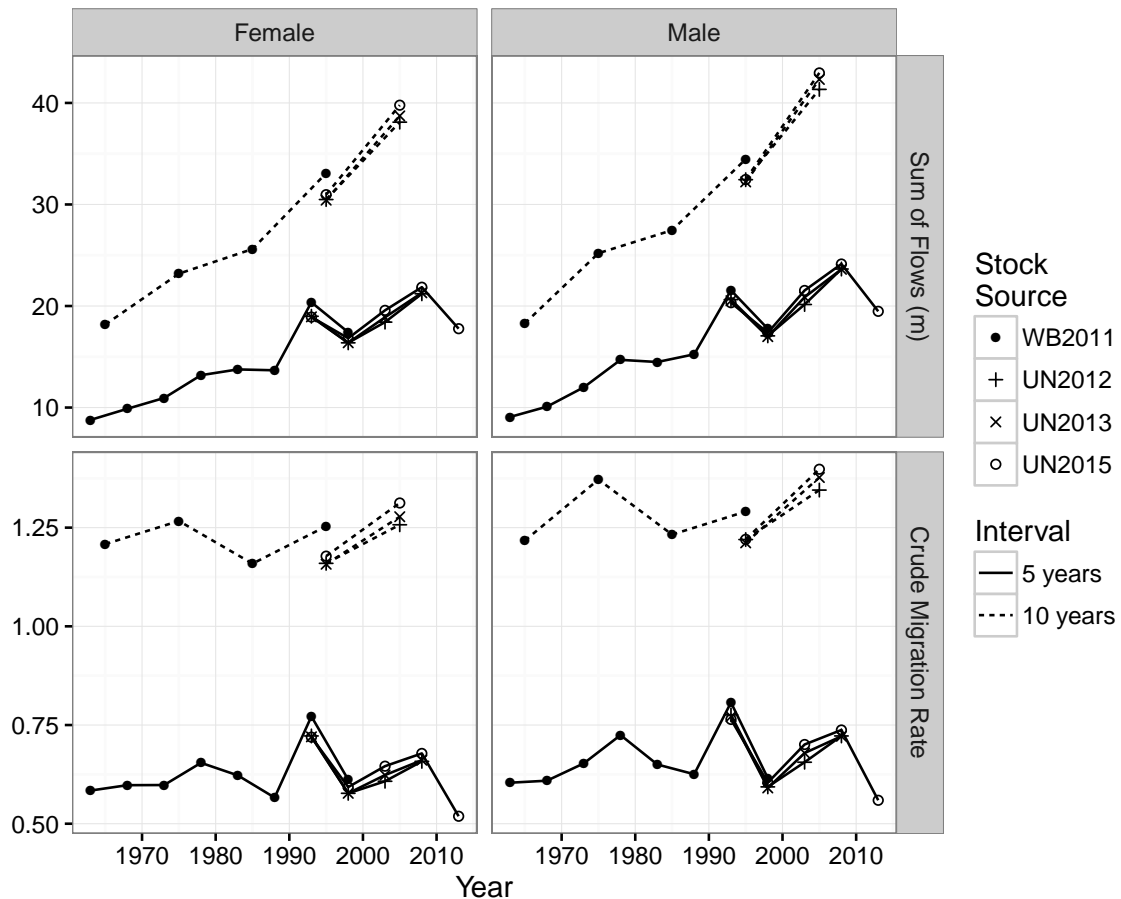 Female
Male
40
30
20
10
Sum of Flows (m)
1.25
1.00
0.75
0.50
Crude Migration Rate
1970
1980
1990
2000
2010
1970
1980
1990
2000
2010
Year
Stock
Source
WB2011
UN2012
UN2013
UN2015
Interval
5 years
10 years